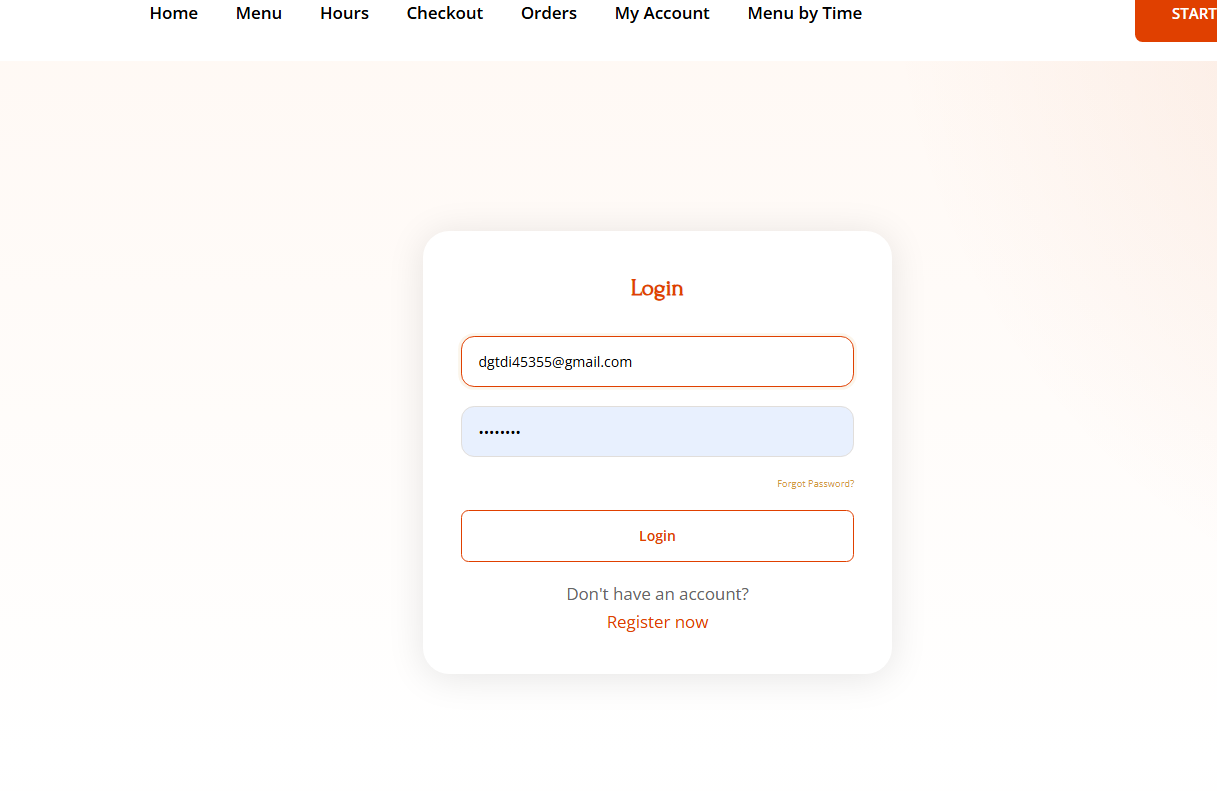 Home Menu Hours Checkout Orders My Account Menu by Time START
Login
dgtdi45355@gmail.com
••••••••
Forgot Password?
Login
Don't have an account?
Register now